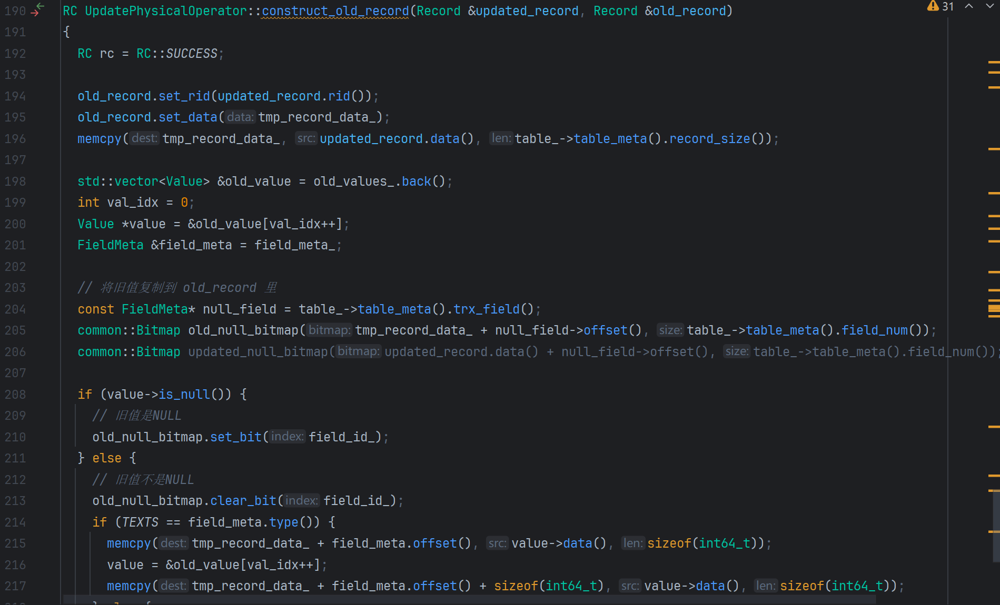 190 RC UpdatePhysicalOperator::construct_old_record(Record &updated_record, Record &old_record) 31
191 {
192 RC rc = RC::SUCCESS;
193
194 old_record.set_rid(updated_record.rid());
195 old_record.set_data(data: tmp_record_data_);
196 memcpy(dest: tmp_record_data_, src: updated_record.data(), len: table_->table_meta().record_size());
197
198 std::vector<Value> &old_value = old_values_.back();
199 int val_idx = 0;
200 Value *value = &old_value[val_idx++];
201 FieldMeta &field_meta = field_meta_;
202
203 // 将旧值复制到 old_record 里
204 const FieldMeta* null_field = table_->table_meta().trx_field();
205 common::Bitmap old_null_bitmap(bitmap: tmp_record_data_ + null_field->offset(), size: table_->table_meta().field_num());
206 common::Bitmap updated_null_bitmap(bitmap: updated_record.data() + null_field->offset(), size: table_->table_meta().field_num());
207
208 if (value->is_null()) {
209 // 旧值是NULL
210 old_null_bitmap.set_bit(index: field_id_);
211 } else {
212 // 旧值不是NULL
213 old_null_bitmap.clear_bit(index: field_id_);
214 if (TEXTS == field_meta.type()) {
215 memcpy(dest: tmp_record_data_ + field_meta.offset(), src: value->data(), len: sizeof(int64_t));
216 value = &old_value[val_idx++];
217 memcpy(dest: tmp_record_data_ + field_meta.offset() + sizeof(int64_t), src: value->data(), len: sizeof(int64_t));